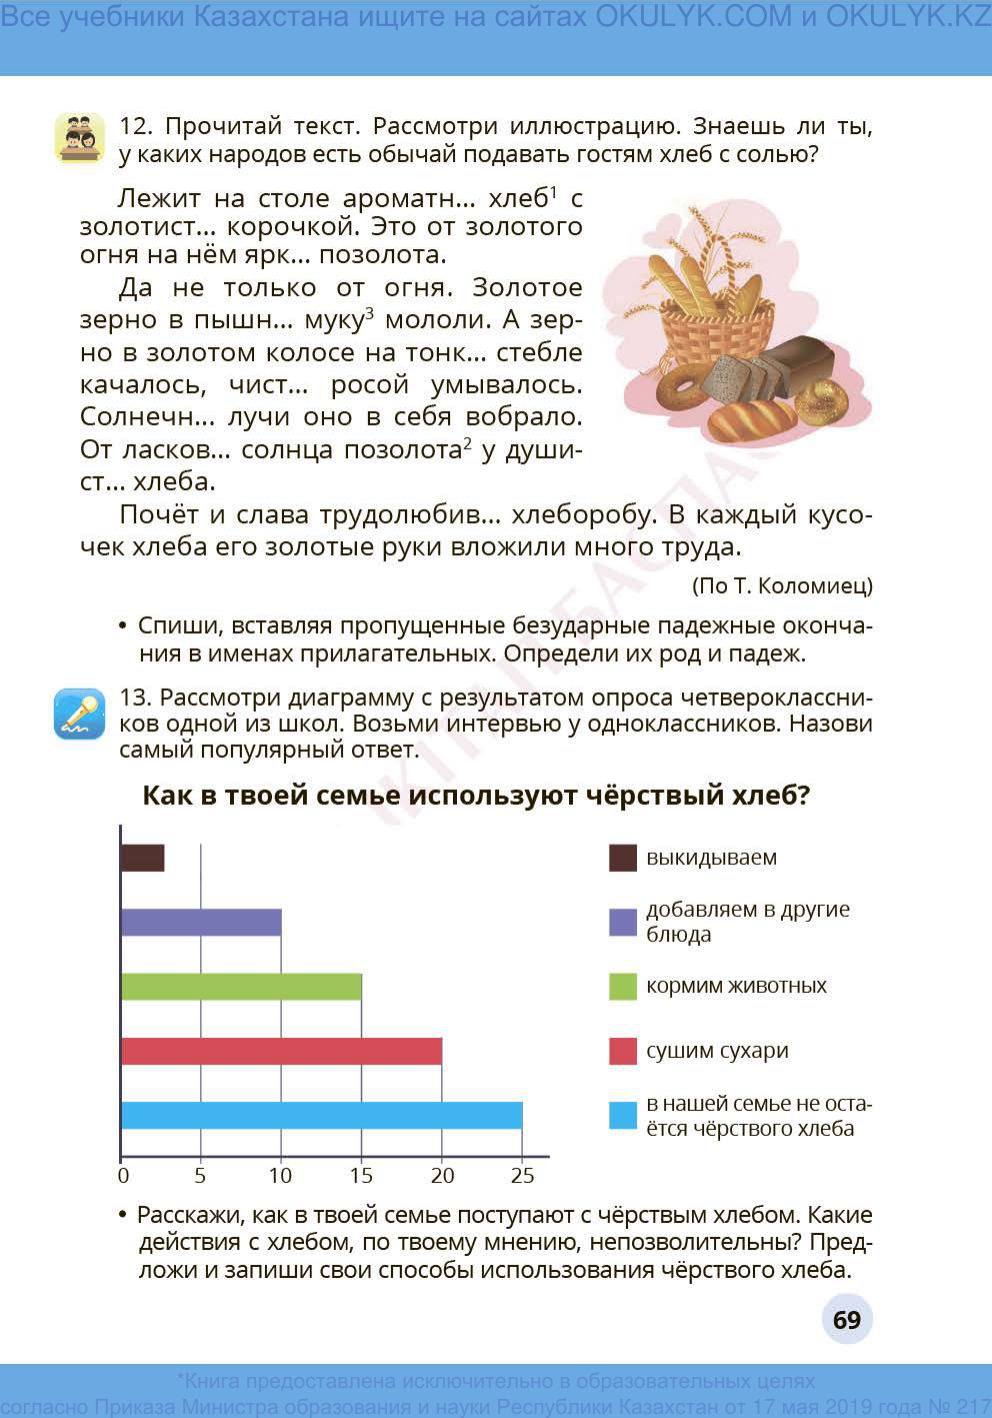 Все учебники Казахстана ищите на сайтах OKULYK.COM и OKULYK.KZ
12. Прочитай текст. Рассмотри иллюстрацию. Знаешь ли ты,
у каких народов есть обычай подавать гостям хлеб с солью?
Лежит на столе ароматн... хлеб¹ с
золотист... корочкой. Это от золотого
огня на нём ярк... позолота.
Да не только от огня. Золотое
зерно в пышн... муку³ мололи. А зер-
но в золотом колосе на тонк... стебле
качалось, чист... росой умывалось.
Солнечн... лучи оно в себя вобрало.
От ласков... солнца позолота² у души-
ст... хлеба.
Почёт и слава трудолюбив... хлеборобу. В каждый кусо-
чек хлеба его золотые руки вложили много труда.
(По Т. Коломиец)
• Спиши, вставляя пропущенные безударные падежные оконча-
ния в именах прилагательных. Определи их род и падеж.
13. Рассмотри диаграмму с результатом опроса четвероклассни-
ков одной из школ. Возьми интервью у одноклассников. Назови
самый популярный ответ.
Как в твоей семье используют чёрствый хлеб?
выкидываем
добавляем в другие
блюда
кормим животных
сушим сухари
в нашей семье не оста-
ётся чёрствого хлеба
0 5 10 15 20 25
• Расскажи, как в твоей семье поступают с чёрствым хлебом. Какие
действия с хлебом, по твоему мнению, непозволительны? Пред-
ложи и запиши свои способы использования чёрствого хлеба.
69
*Книга предоставлена исключительно в образовательных целях
согласно Приказа Министра образования и науки Республики Казахстан от 17 мая 2019 года № 217